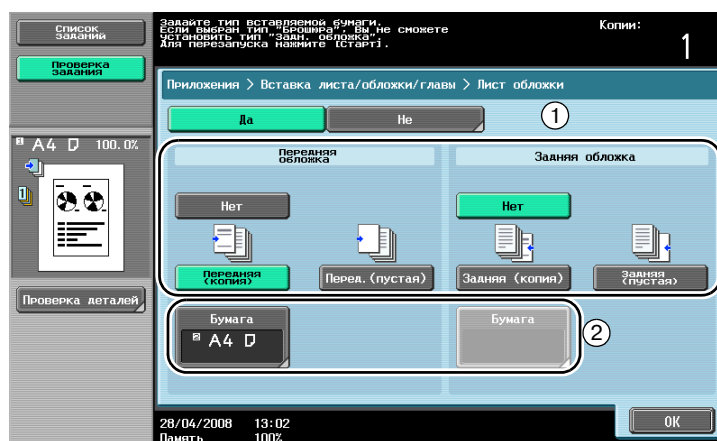 Список
заданий
Проверка
задания
Задайте тип вставляемой бумаги.
Если выбран тип "Брошюра", Вы не сможете
установить тип "Задн. обложка".
Для перезапуска нажмите [Старт].
Копии:
1
Приложения > Вставка листа/обложки/главы > Лист обложки
Да
Не
1
A4 100.0%
1
Проверка деталей
Передняя
обложка
Задняя обложка
Нет
Нет
Передняя
(копия)
Перед.(пустая)
Задняя (копия)
Задняя
(пустая)
Бумага
A4
Бумага
2
28/04/2008 13:02
Память 100%
OK